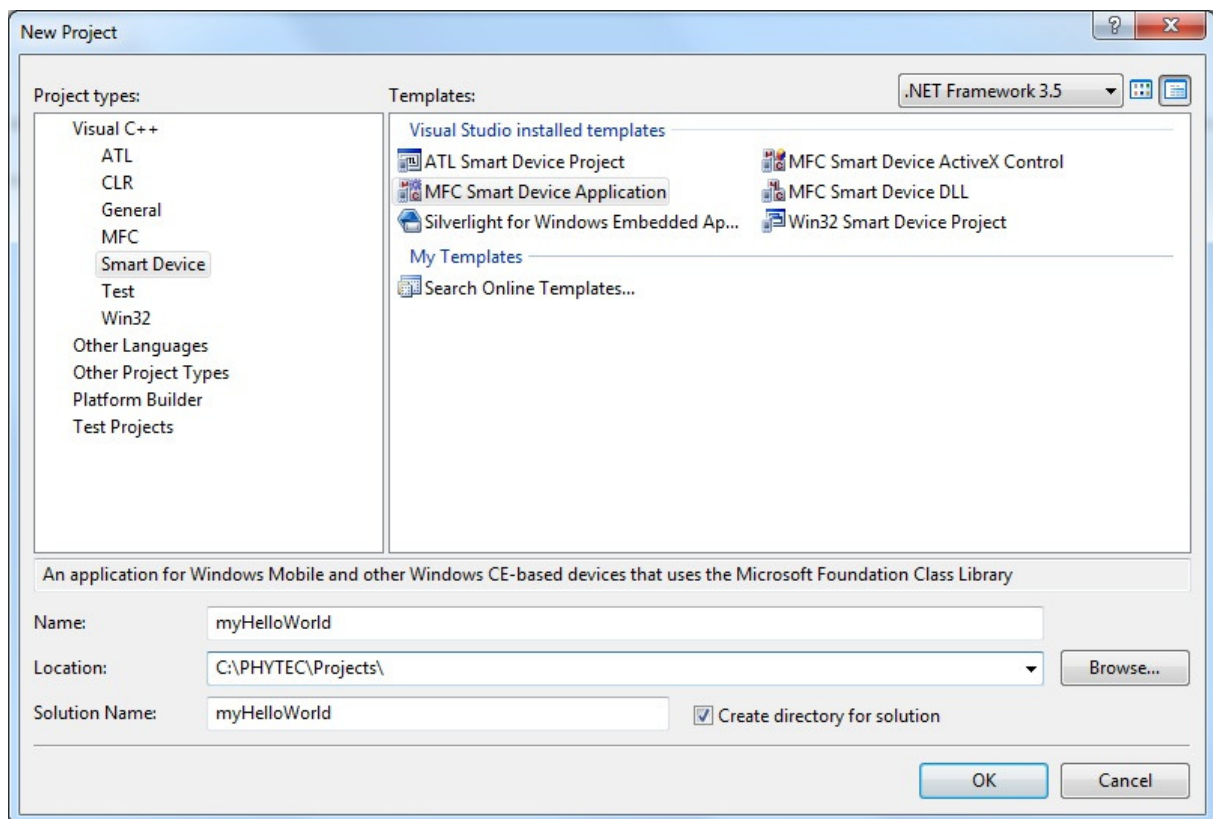 New Project
Project types:
Templates:
.NET Framework 3.5
Visual C++
ATL
CLR
General
MFC
Smart Device
Test
Win32
Other Languages
Other Project Types
Platform Builder
Test Projects
Visual Studio installed templates
ATL Smart Device Project
MFC Smart Device ActiveX Control
MFC Smart Device Application
MFC Smart Device DLL
Silverlight for Windows Embedded Ap...
Win32 Smart Device Project
My Templates
Search Online Templates...
An application for Windows Mobile and other Windows CE-based devices that uses the Microsoft Foundation Class Library
Name:
myHelloWorld
Location:
C:\PHYTEC\Projects\
Browse...
Solution Name:
myHelloWorld
Create directory for solution
OK
Cancel